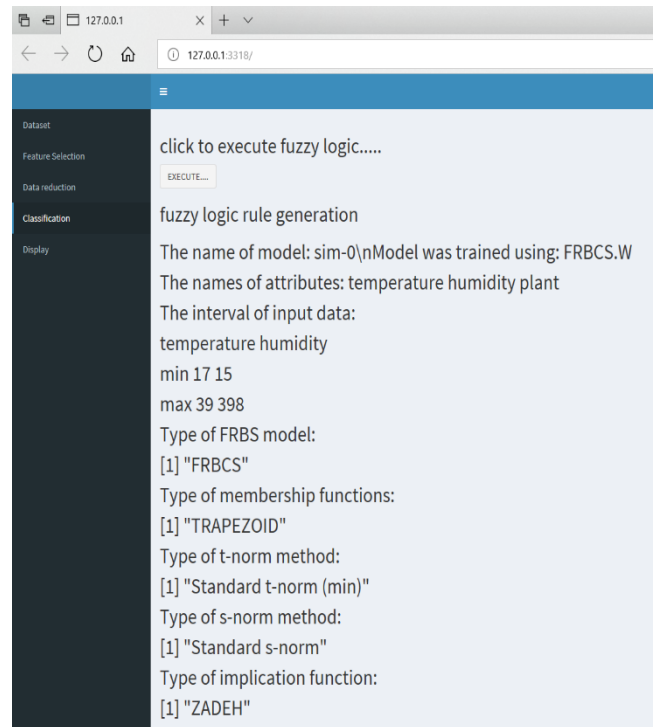 127.0.0.1
127.0.0.1:3318/
Dataset
Feature Selection
Data reduction
Classification
Display
click to execute fuzzy logic.....
EXECUTE....
fuzzy logic rule generation
The name of model: sim-0\nModel was trained using: FRBCS.W
The names of attributes: temperature humidity plant
The interval of input data:
temperature humidity
min 17 15
max 39 398
Type of FRBS model:
[1] "FRBCS"
Type of membership functions:
[1] "TRAPEZOID"
Type of t-norm method:
[1] "Standard t-norm (min)"
Type of s-norm method:
[1] "Standard s-norm"
Type of implication function:
[1] "ZADEH"